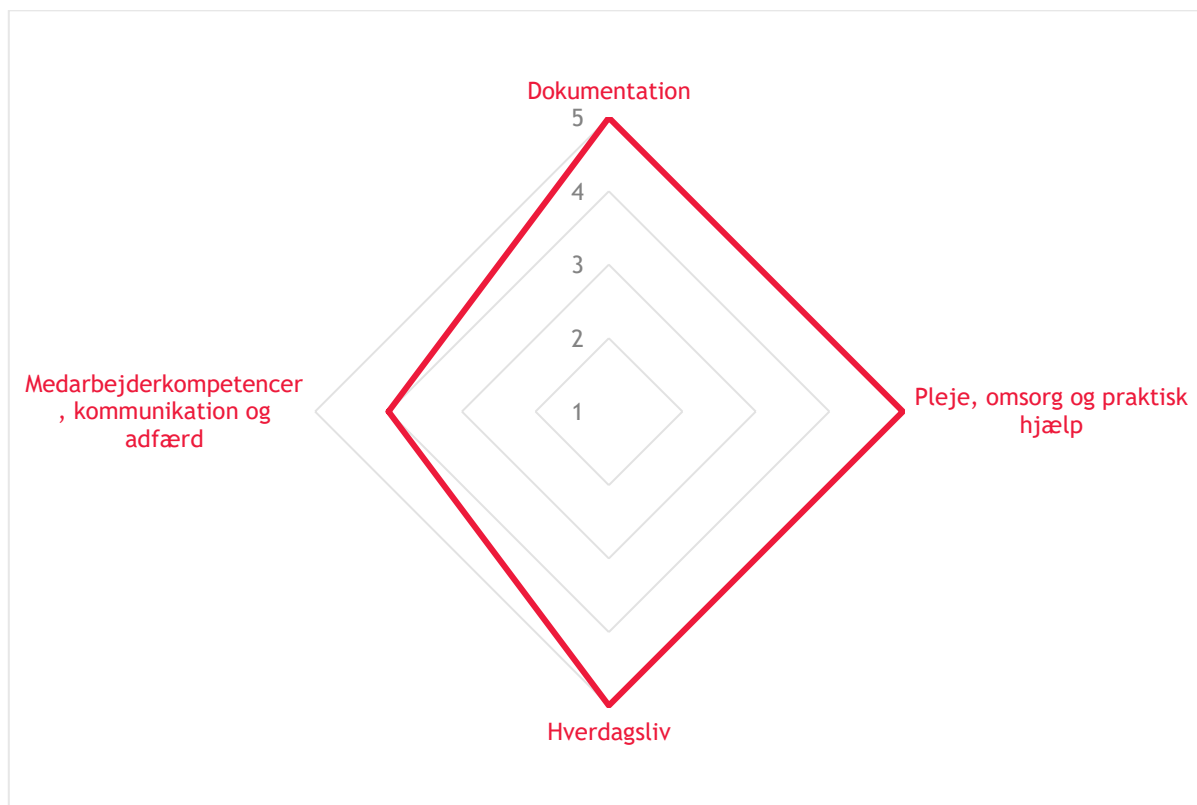 Dokumentation
5
4
3
2
1
Medarbejderkompetencer
, kommunikation og
adfærd
Pleje, omsorg og praktisk
hjælp
Hverdagsliv